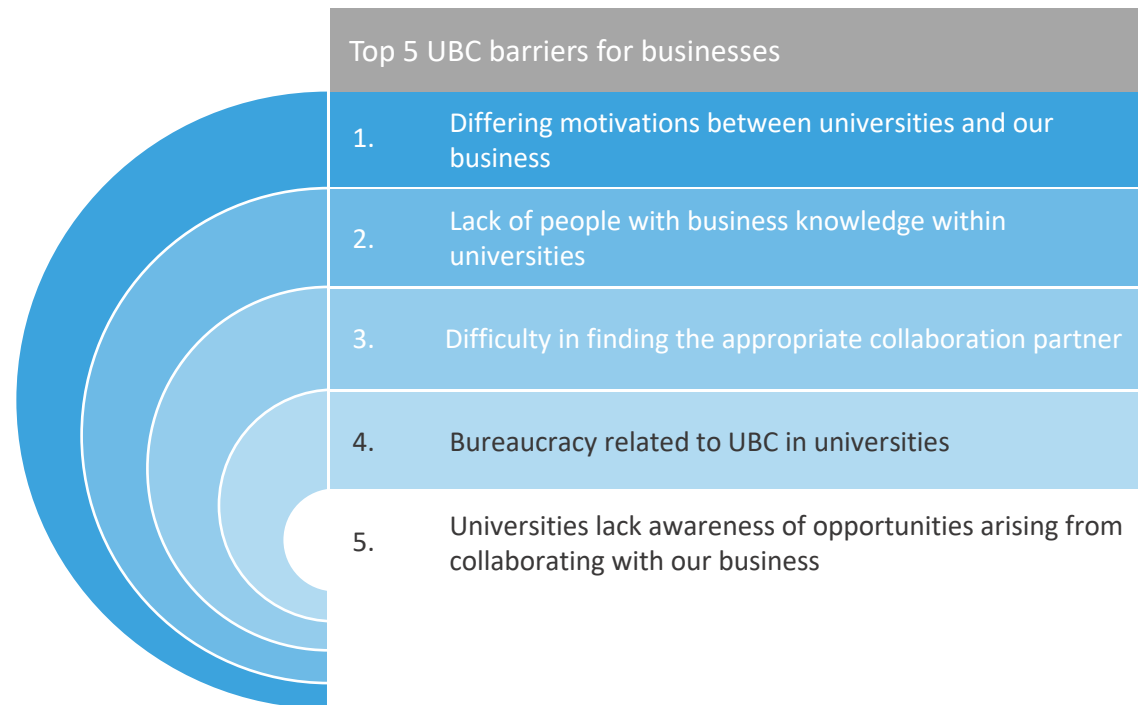 Top 5 UBC barriers for businesses
1. Differing motivations between universities and our
business
2. Lack of people with business knowledge within
universities
3. Difficulty in finding the appropriate collaboration partner
4. Bureaucracy related to UBC in universities
5. Universities lack awareness of opportunities arising from
collaborating with our business